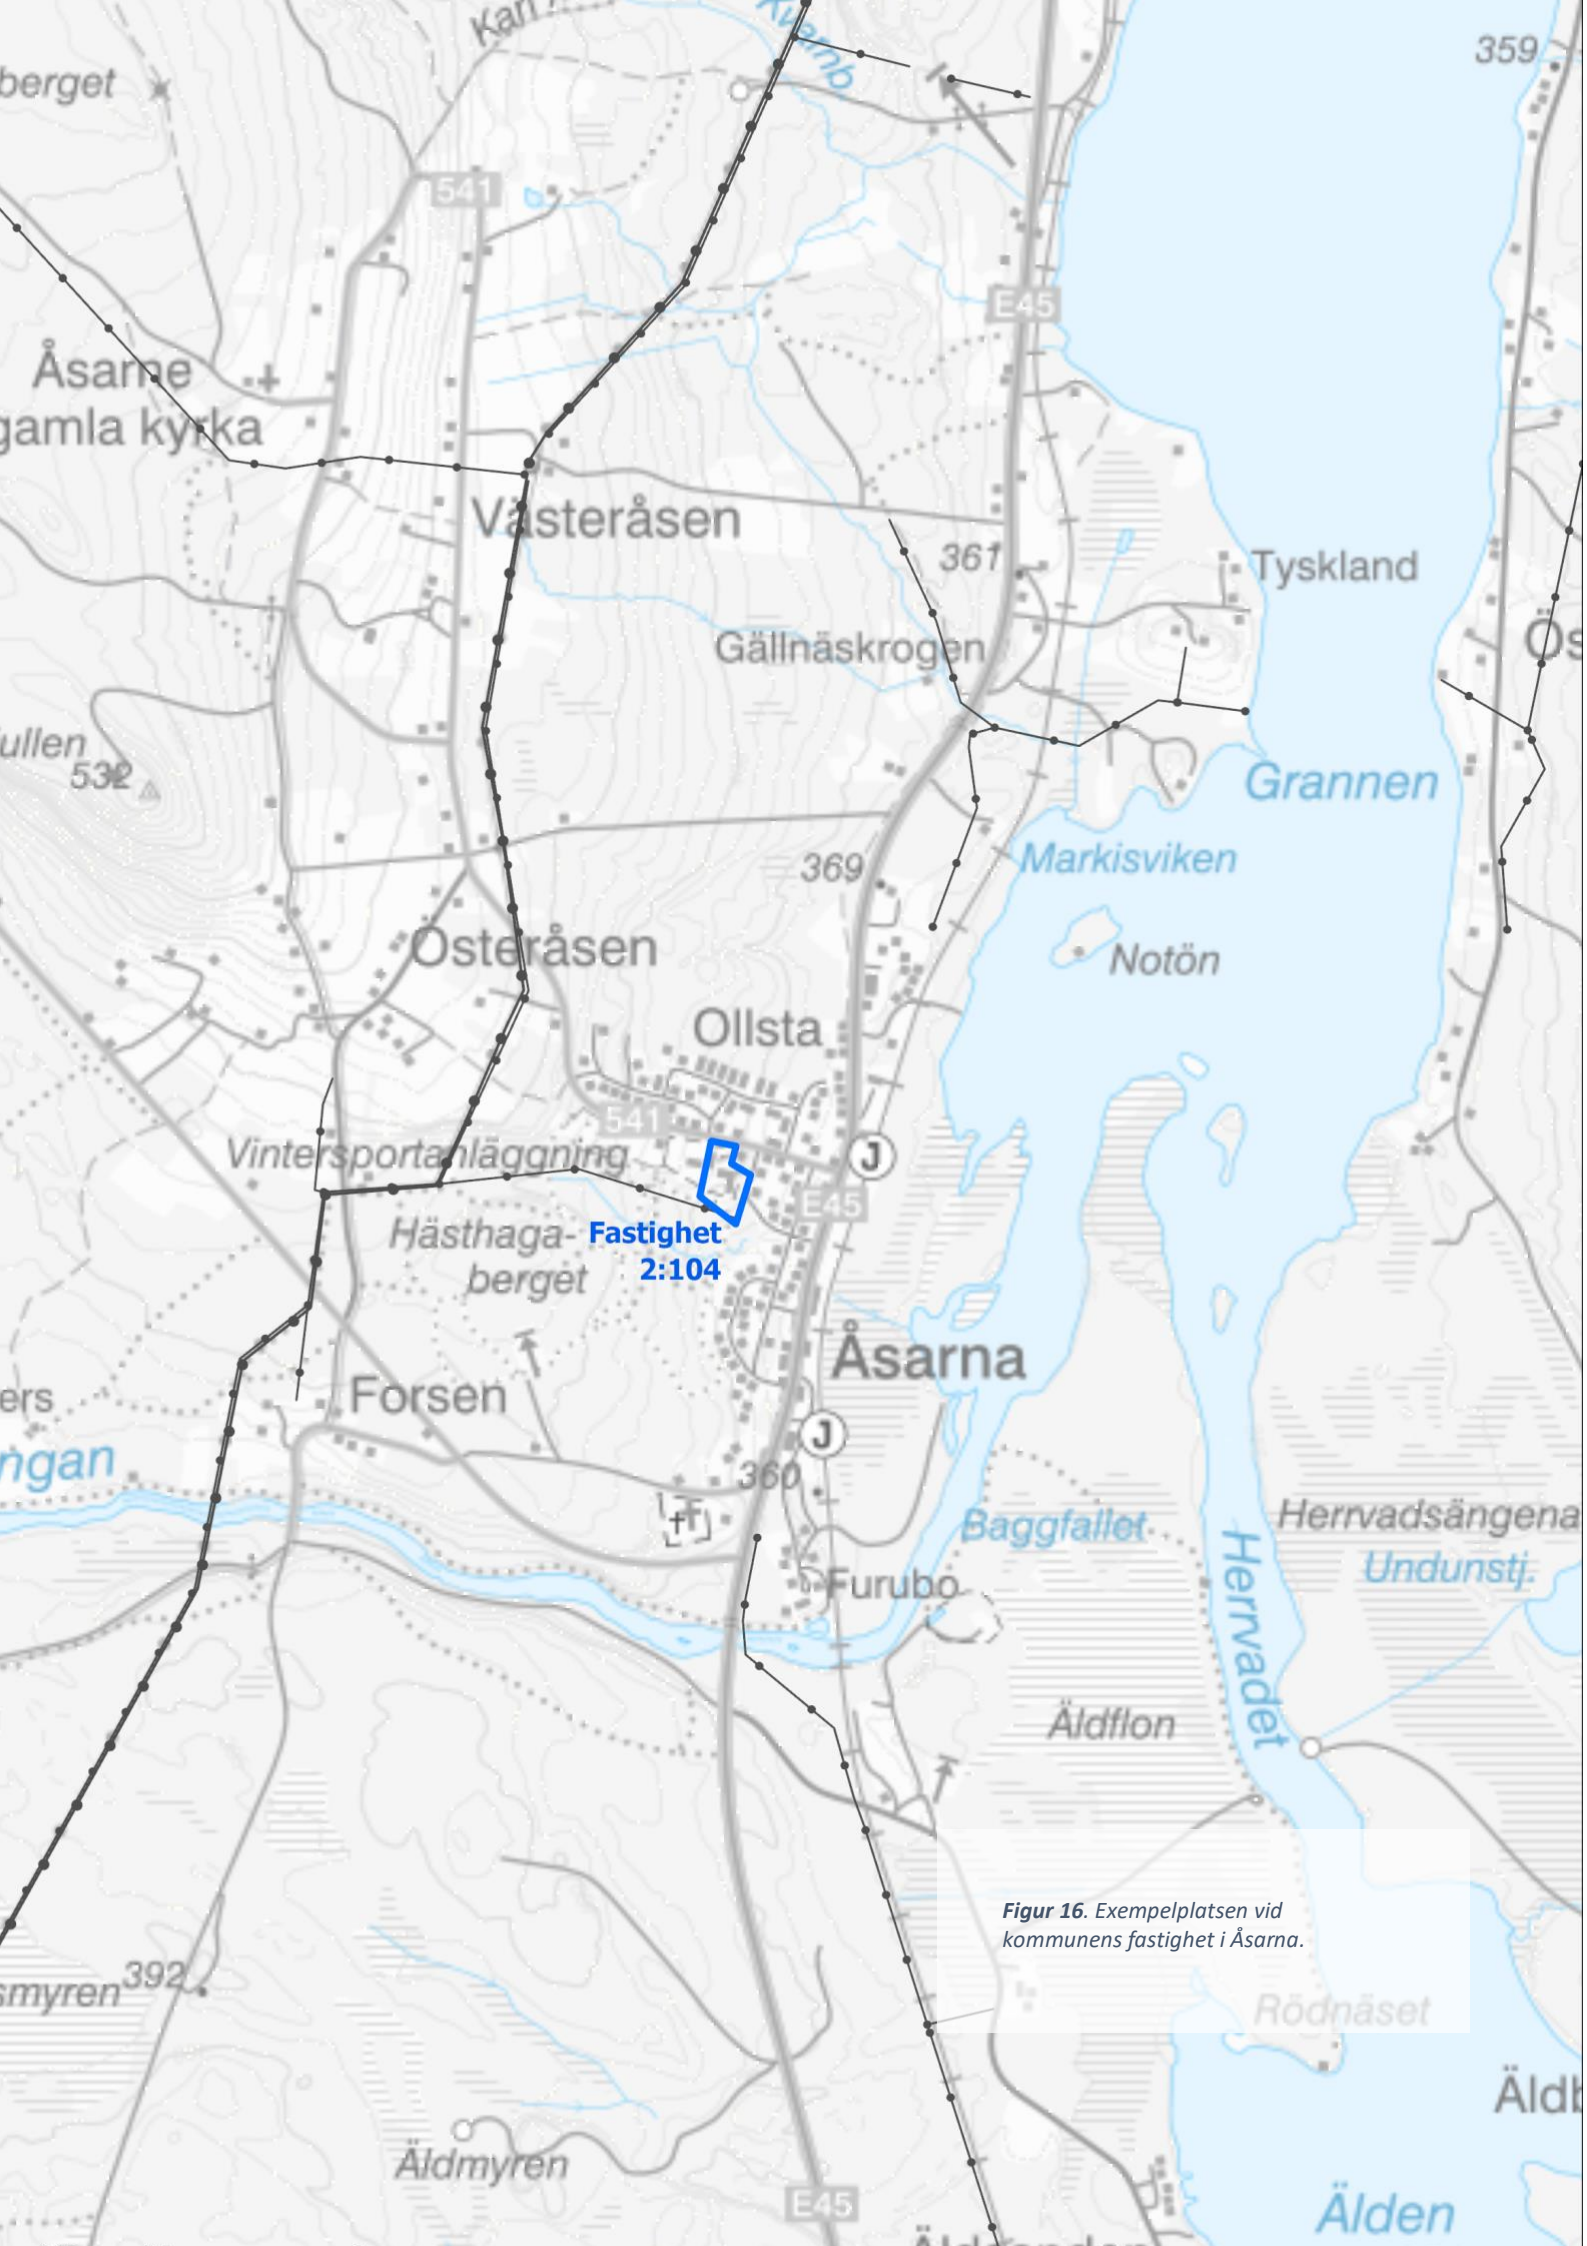 Kvarnb
359
berget
541
E45
Åsarne
gamla kyrka
Västeråsen
361
Tyskland
Gällnäskrogen
ullen
532
Grannen
Markisviken
369
Notön
Österåsen
Ollsta
541
Vintersportanläggning
J
E45
Hästhaga-
berget
Fastighet
2:104
Åsarna
Forsen
ers
J
ngan
360
Baggfallet
Herrvadsängena
Undunstj.
Herrvadet
Furubo
Äldflon
Figur 16. Exempelplatsen vid
kommunens fastighet i Åsarna.
smyren
392
Rödnäset
Äldmyren
E45
Älden